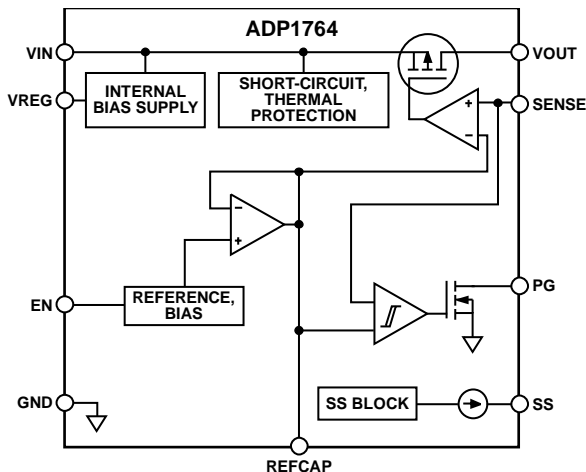 ADP1764
VIN
VOUT
VREG
INTERNAL
BIAS SUPPLY
SHORT-CIRCUIT,
THERMAL
PROTECTION
+
–
SENSE
–
+
EN
REFERENCE,
BIAS
PG
GND
SS BLOCK
SS
REFCAP